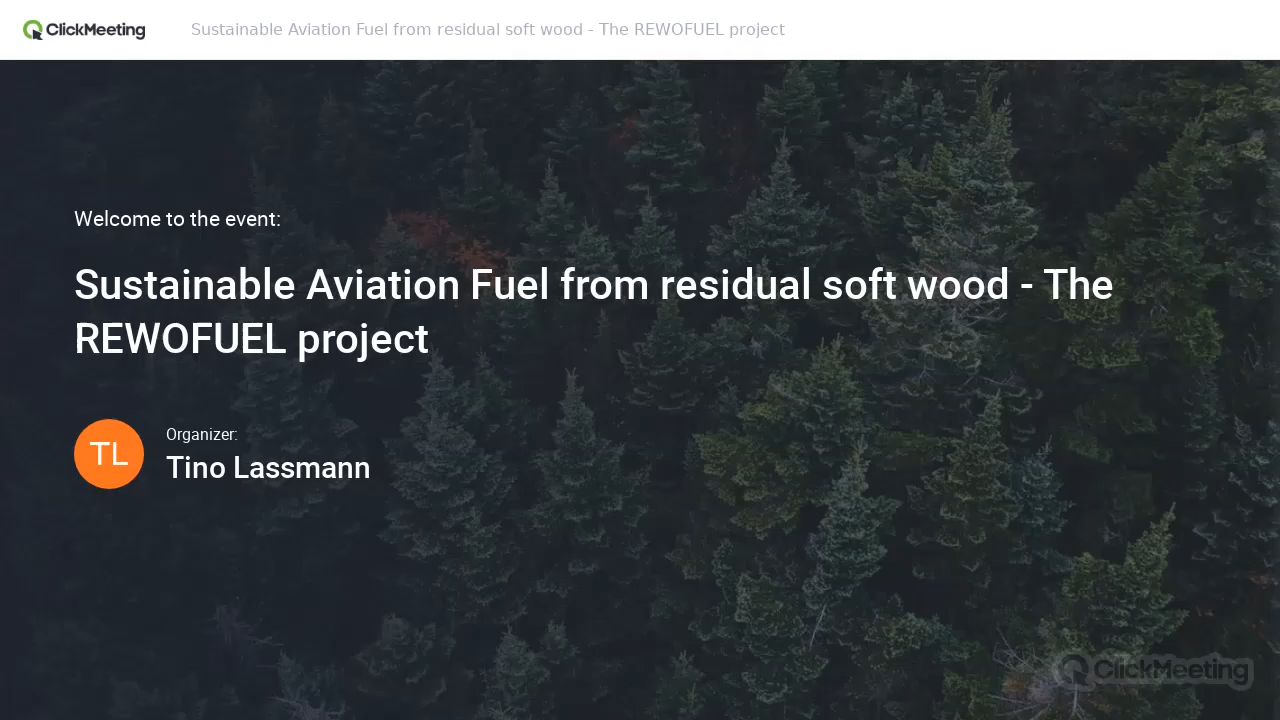 ClickMeeting
Sustainable Aviation Fuel from residual soft wood - The REWOFUEL project
Welcome to the event:
Sustainable Aviation Fuel from residual soft wood - The
REWOFUEL project
TL
Organizer:
Tino Lassmann
ClickMeeting